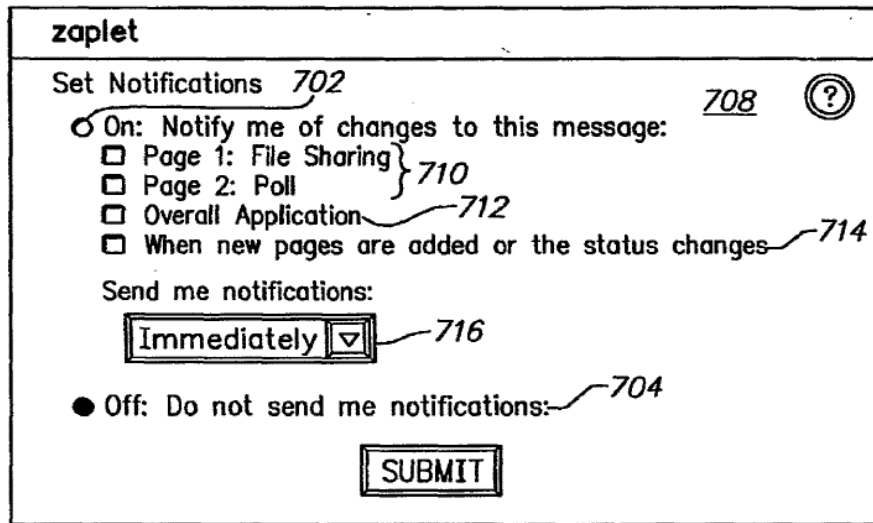 zaplet
Set Notifications 702
708 ?
On: Notify me of changes to this message:
Page 1: File Sharing
710
Page 2: Poll
Overall Application 712
When new pages are added or the status changes 714
Send me notifications:
Immediately 716
Off: Do not send me notifications: 704
SUBMIT